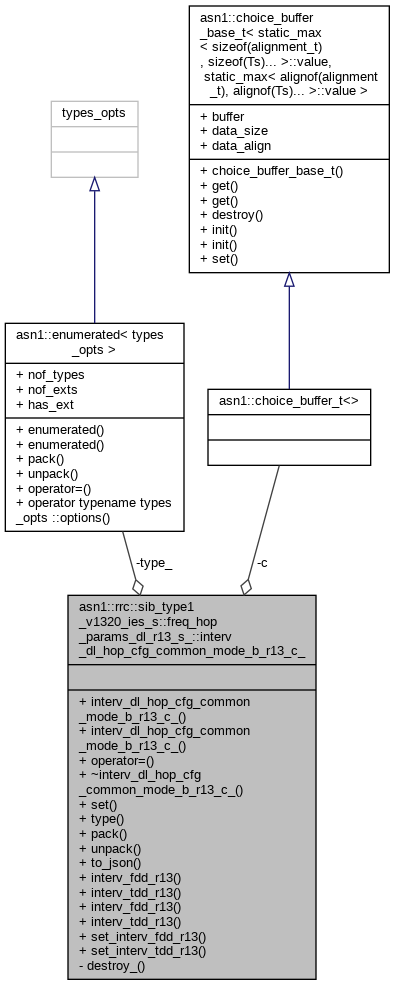 asn1::choice_buffer
_base_t< static_max
< sizeof(alignment_t)
, sizeof(Ts)... >::value,
static_max< alignof(alignment
_t), alignof(Ts)... >::value >
+ buffer
+ data_size
+ data_align
+ choice_buffer_base_t()
+ get()
+ get()
+ destroy()
+ init()
+ init()
+ set()
types_opts
asn1::enumerated< types
_opts >
+ nof_types
+ nof_exts
+ has_ext
+ enumerated()
+ enumerated()
+ pack()
+ unpack()
+ operator=()
+ operator typename types
_opts ::options()
asn1::choice_buffer_t<>
-type_
-c
asn1::rrc::sib_type1
_v1320_ies_s::freq_hop
_params_dl_r13_s_::interv
_dl_hop_cfg_common_mode_b_r13_c_
+ interv_dl_hop_cfg_common
_mode_b_r13_c_()
+ interv_dl_hop_cfg_common
_mode_b_r13_c_()
+ operator=()
+ ~interv_dl_hop_cfg
_common_mode_b_r13_c_()
+ set()
+ type()
+ pack()
+ unpack()
+ to_json()
+ interv_fdd_r13()
+ interv_tdd_r13()
+ interv_fdd_r13()
+ interv_tdd_r13()
+ set_interv_fdd_r13()
+ set_interv_tdd_r13()
- destroy_()